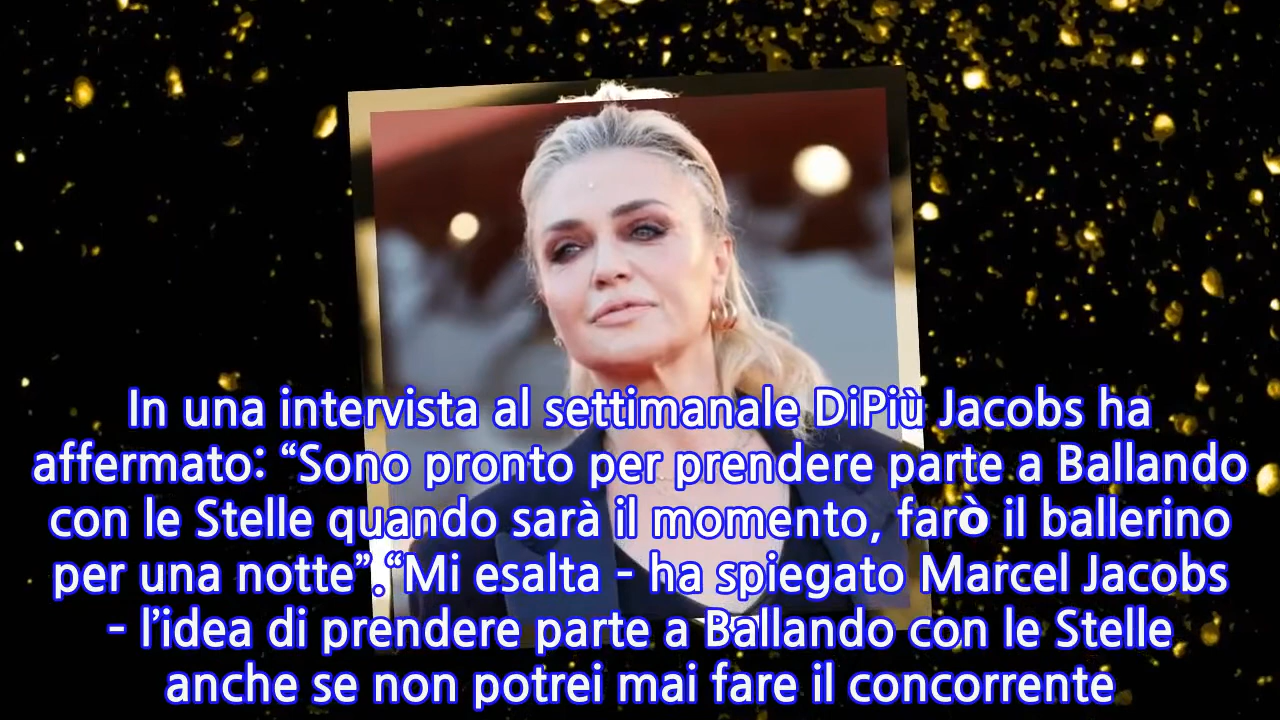 In una intervista al settimanale DiPiù Jacobs ha
affermato: “Sono pronto per prendere parte a Ballando
con le Stelle quando sarà il momento, farò il ballerino
per una notte”.“Mi esalta - ha spiegato Marcel Jacobs
- l’idea di prendere parte a Ballando con le Stelle
anche se non potrei mai fare il concorrente